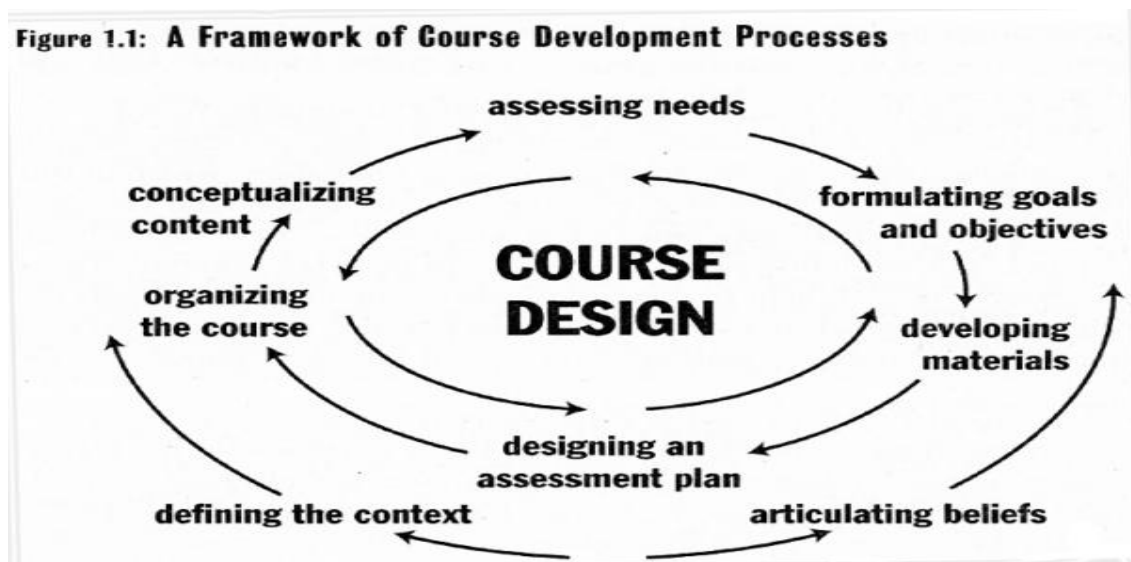 Figure 1.1: A Framework of Course Development Processes
assessing needs
conceptualizing
content
formulating goals
and objectives
COURSE
DESIGN
organizing
the course
developing
materials
designing an
assessment plan
defining the context
articulating beliefs